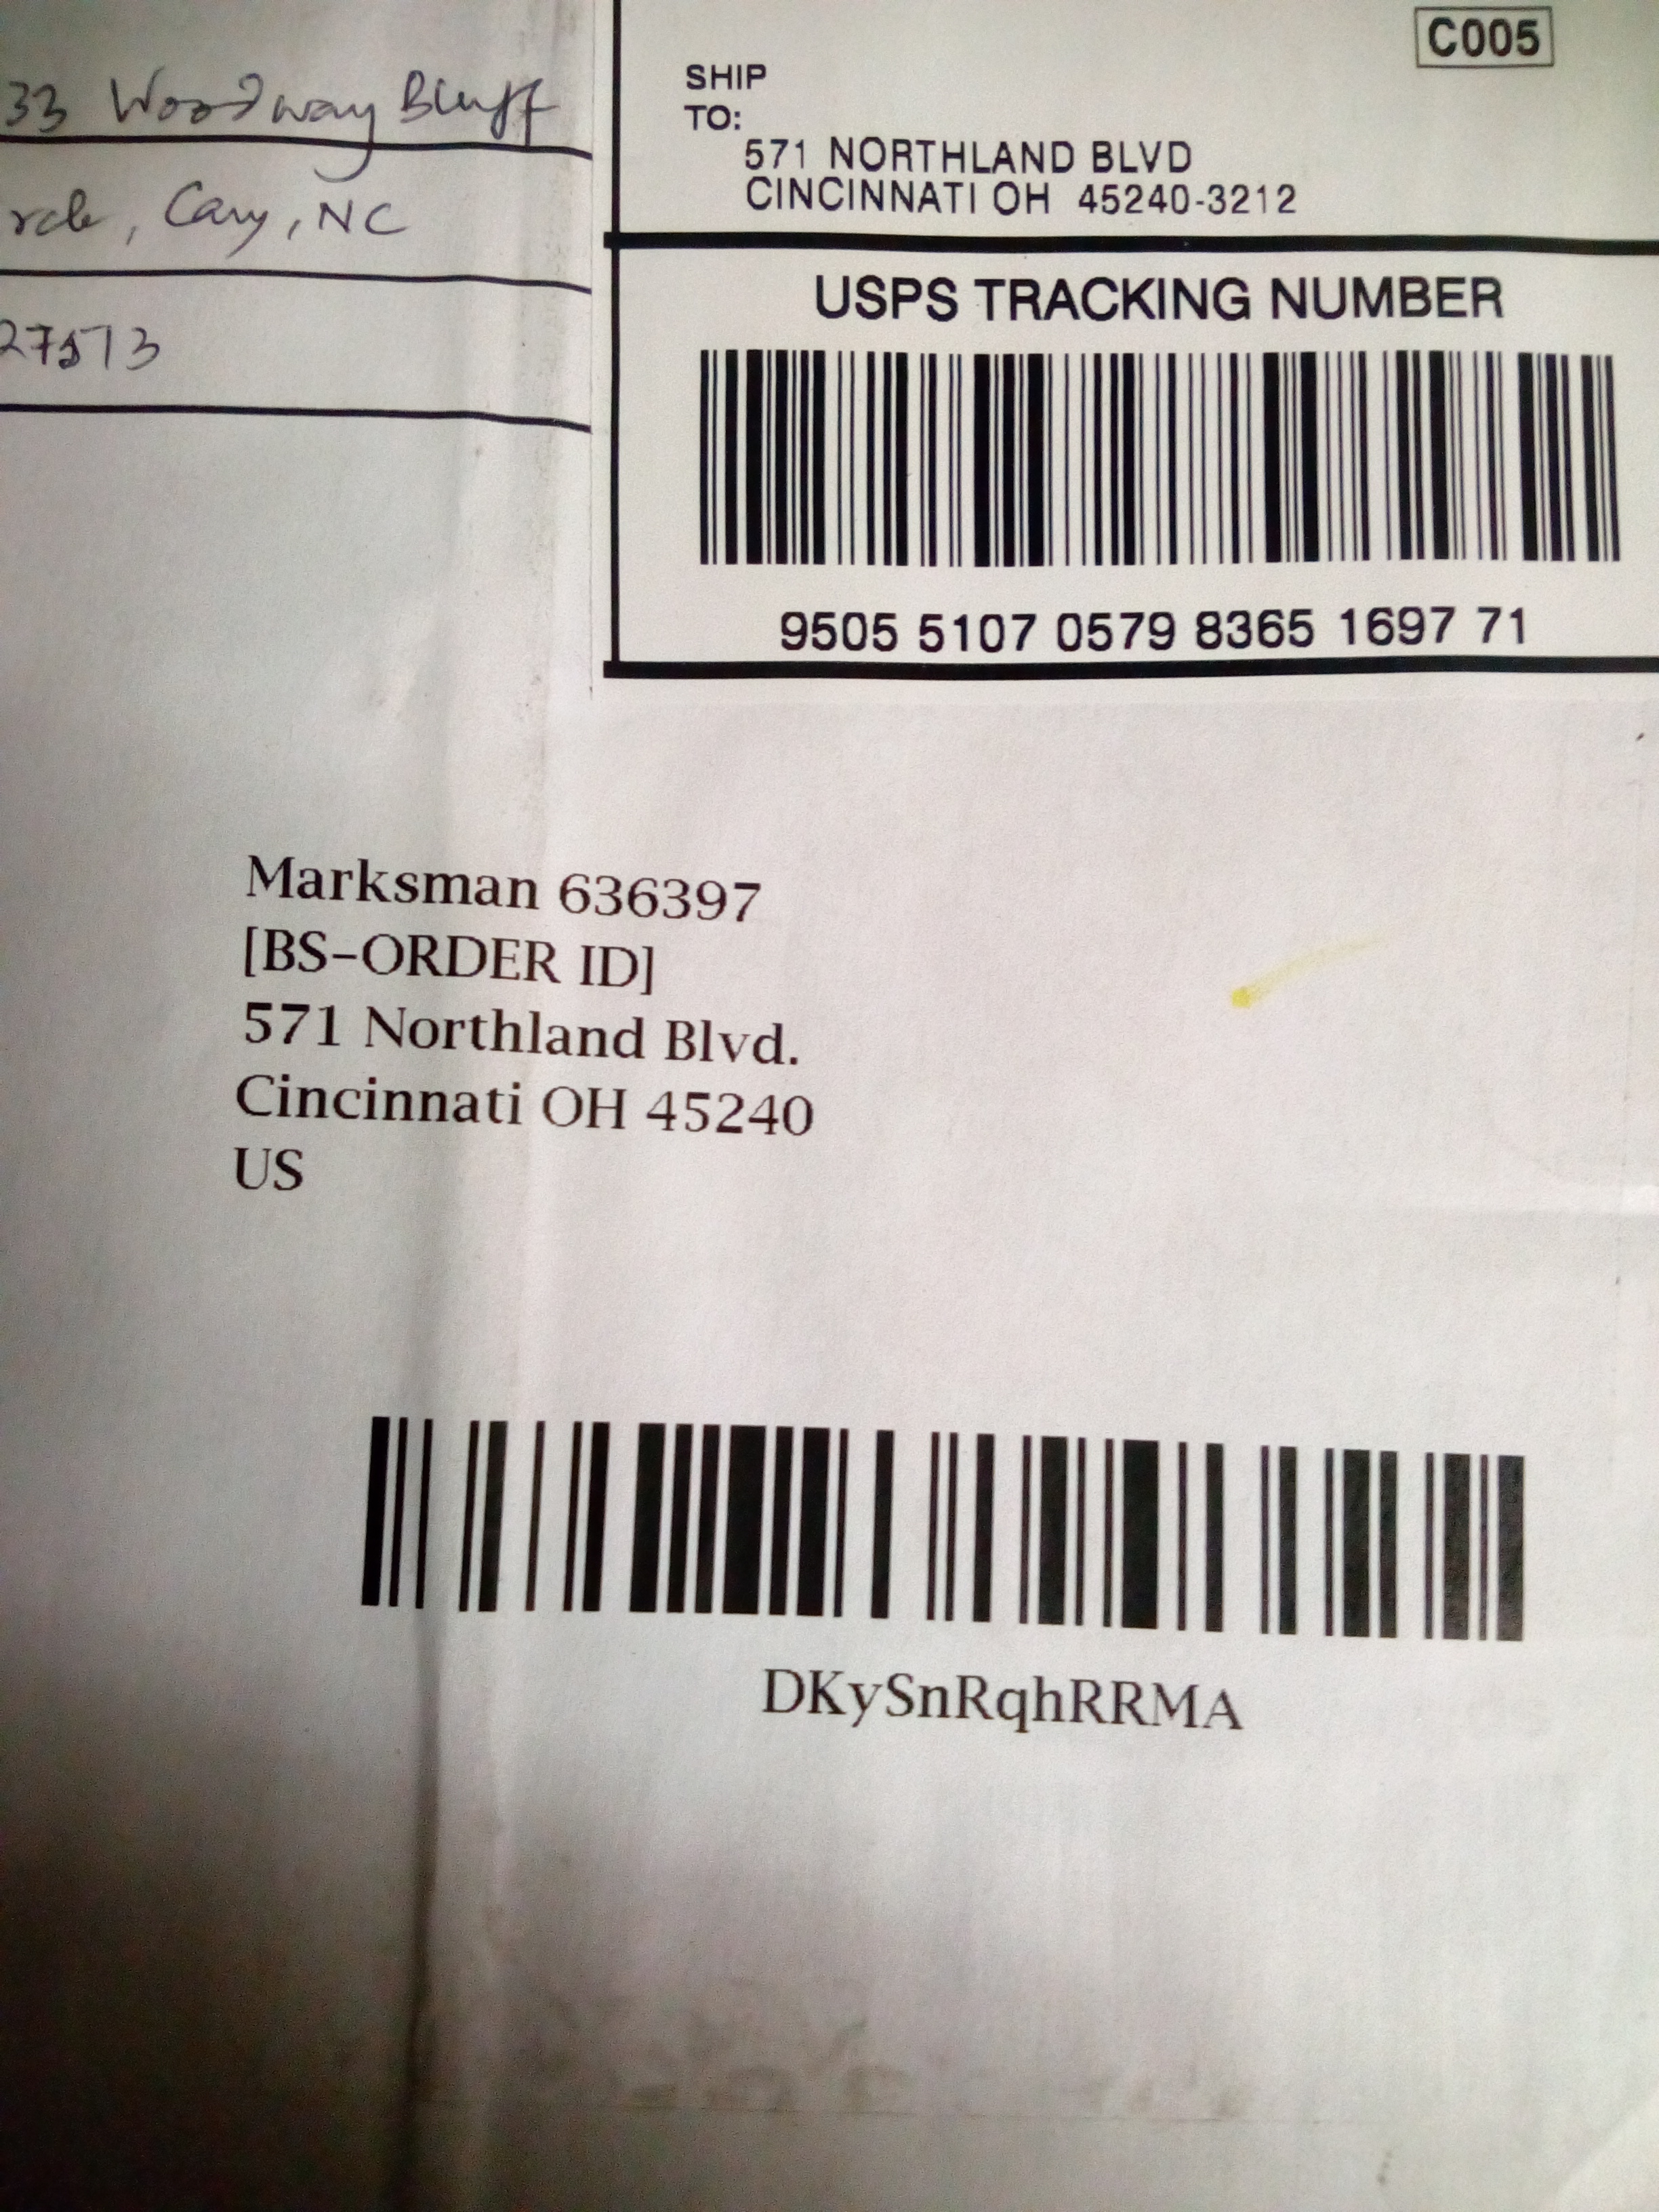 33 Woodway Bluff
rcle, Cary, NC
27513
C005
SHIP
TO:
571 NORTHLAND BLVD
CINCINNATI OH 45240-3212
USPS TRACKING NUMBER
9505 5107 0579 8365 1697 71
Marksman 636397
[BS-ORDER ID]
571 Northland Blvd.
Cincinnati OH 45240
US
DKySnRqhRRMA